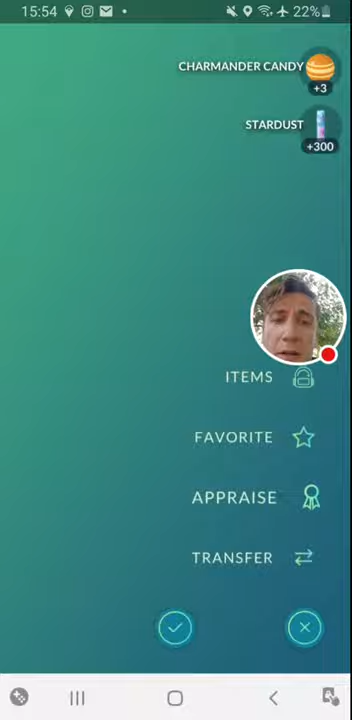 15:54
22%
CHARMANDER CANDY
+3
STARDUST
+300
ITEMS
FAVORITE
APPRAISE
TRANSFER